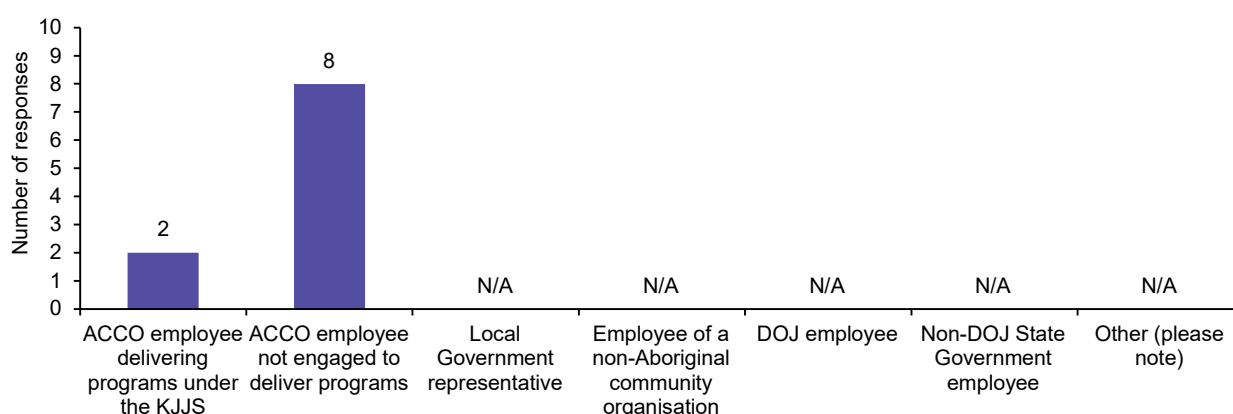 Number of responses
10
9
8
7
6
5
4
3
2
1
0
2
8
N/A
N/A
N/A
N/A
N/A
ACCO employee
delivering
programs under
the KJJS
ACCO employee
not engaged to
deliver programs
Local
Government
representative
Employee of a
non-Aboriginal
community
organisation
DOJ employee
Non-DOJ State
Government
employee
Other (please
note)